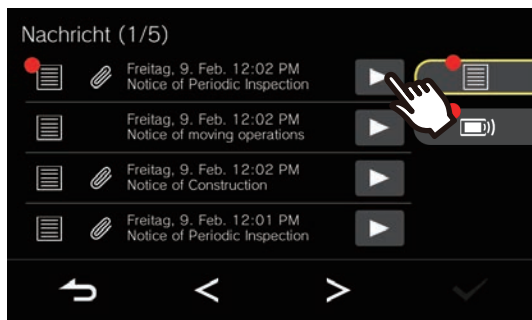 Nachricht (1/5)
Freitag, 9. Feb. 12:02 PM
Notice of Periodic Inspection
Freitag, 9. Feb. 12:02 PM
Notice of moving operations
Freitag, 9. Feb. 12:02 PM
Notice of Construction
Freitag, 9. Feb. 12:01 PM
Notice of Periodic Inspection